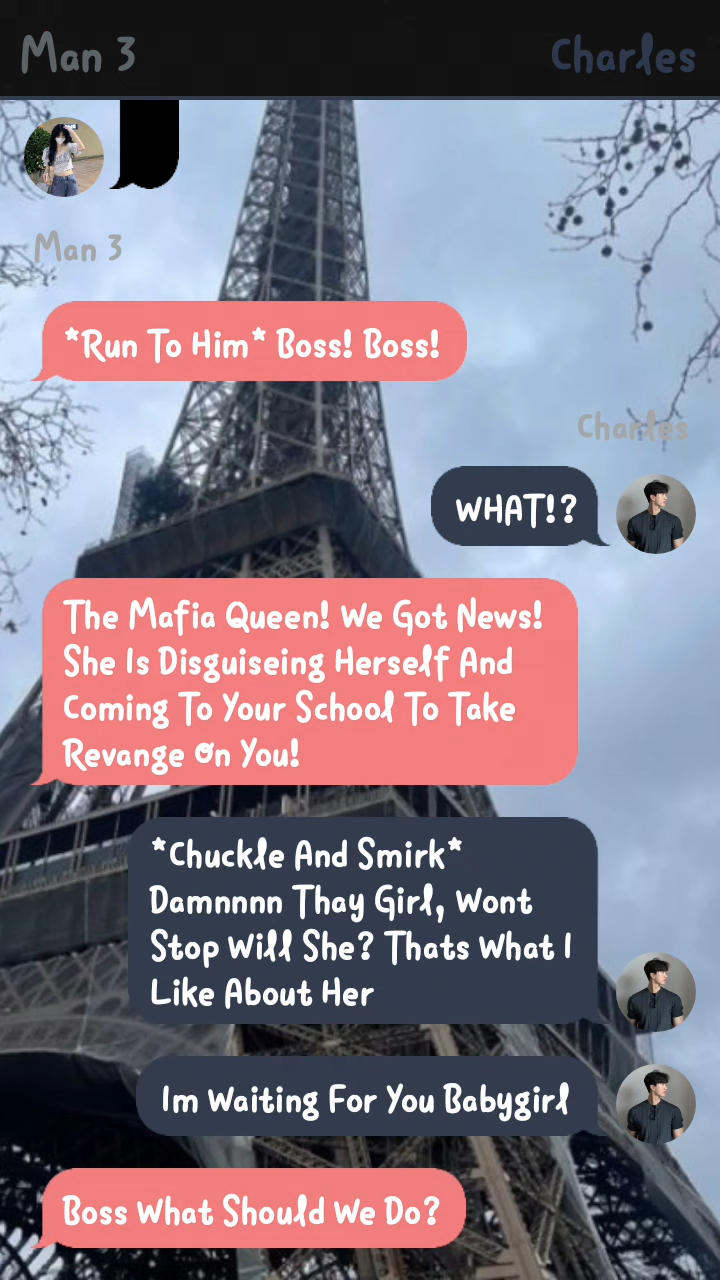 Man 3
Charles
Man 3
*Run To Him* Boss! Boss!
Charles
WHAT!?
The Mafia Queen! We Got News!
She Is Disguiseing Herself And
Coming To Your School To Take
Revange On You!
*Chuckle And Smirk*
Damnnnn Thay Girl, Wont
Stop Will She? Thats What I
Like About Her
Im Waiting For You Babygirl
Boss What Should We Do?